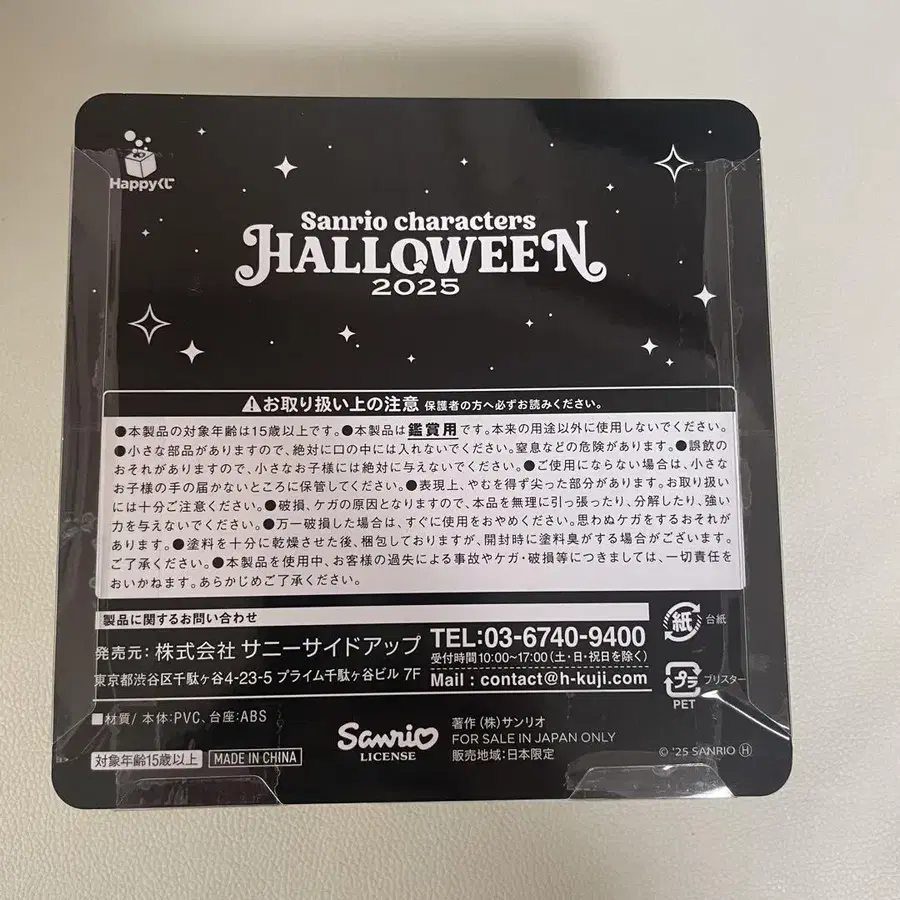 Happyくじ
Sanrio characters
HALLOWEEN
2025
⚠お取り扱い上の注意 保護者の方へ必ずお読みください。
●本製品の対象年齢は15歳以上です。●本製品は鑑賞用です。本来の用途以外に使用しないでください。
●小さな部品がありますので、絶対に口の中には入れないでください。窒息などの危険があります。●誤飲の
おそれがありますので、小さなお子様には絶対に与えないでください。●ご使用にならない場合は、小さな
お子様の手の届かないところに保管してください。●表現上、やむを得ず尖った部分があります。お取り扱い
には十分ご注意ください。●破損、ケガの原因となりますので、本品を無理に引っ張ったり、分解したり、強い
力を与えないでください。●万一破損した場合は、すぐに使用をおやめください。思わぬケガをするおそれが
あります。●塗料を十分に乾燥させた後、梱包しておりますが、開封時に塗料臭がする場合がございます。
ご了承ください。●本製品を使用中、お客様の過失による事故やケガ・破損等につきましては、一切責任を
おいかねます。あらかじめご了承ください。
製品に関するお問い合わせ
発売元: 株式会社 サニーサイドアップ
東京都渋谷区千駄ヶ谷4-23-5 プライム千駄ヶ谷ビル 7F
TEL:03-6740-9400
受付時間10:00~17:00(土・日・祝日を除く)
Mail : contact@h-kuji.com
紙 台紙
プラ ブリスター
PET
■材質/ 本体:PVC、台座:ABS
対象年齢15歳以上 MADE IN CHINA
Sanrio
LICENSE
著作(株)サンリオ
FOR SALE IN JAPAN ONLY
販売地域:日本限定
© '25 SANRIO Ⓗ